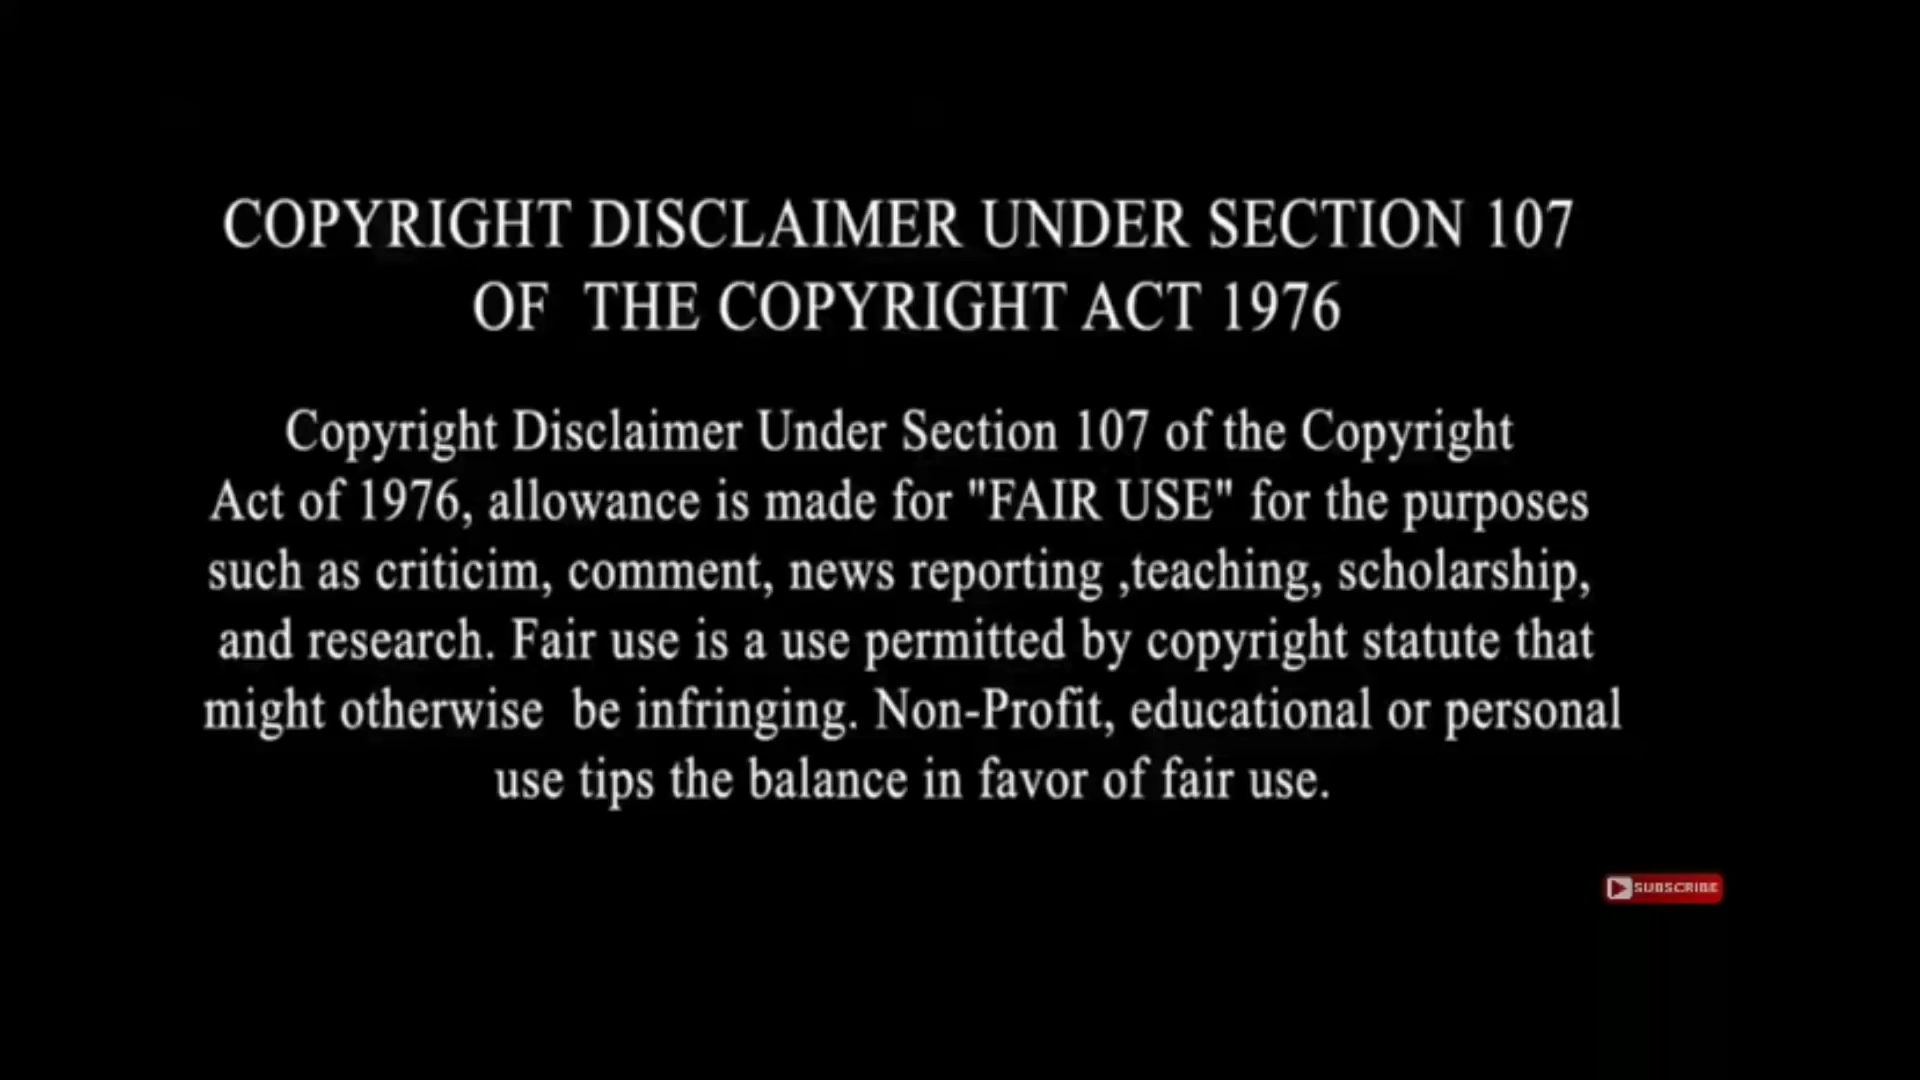 COPYRIGHT DISCLAIMER UNDER SECTION 107
OF THE COPYRIGHT ACT 1976
Copyright Disclaimer Under Section 107 of the Copyright
Act of 1976, allowance is made for "FAIR USE" for the purposes
such as criticim, comment, news reporting ,teaching, scholarship,
and research. Fair use is a use permitted by copyright statute that
might otherwise be infringing. Non-Profit, educational or personal
use tips the balance in favor of fair use.
SUBSCRIBE